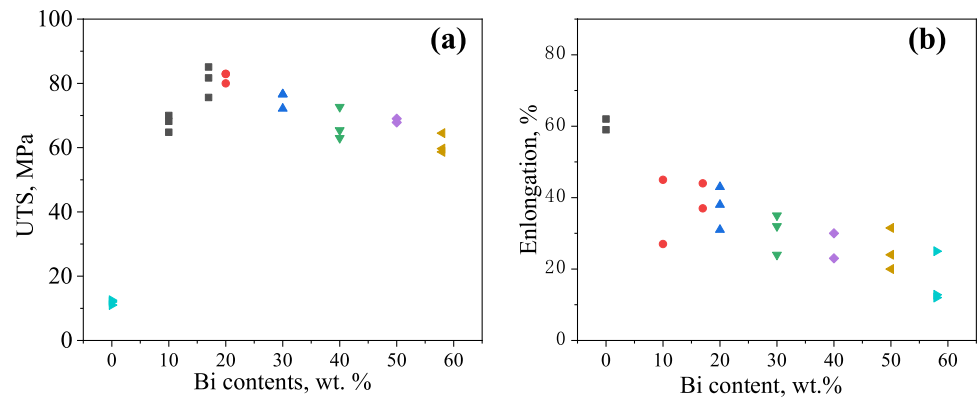 (a)
100
80
60
40
20
0
UTS, MPa
0 10 20 30 40 50 60
Bi contents, wt. %
(b)
80
60
40
20
0
Enlongation, %
0 10 20 30 40 50 60
Bi content, wt.%